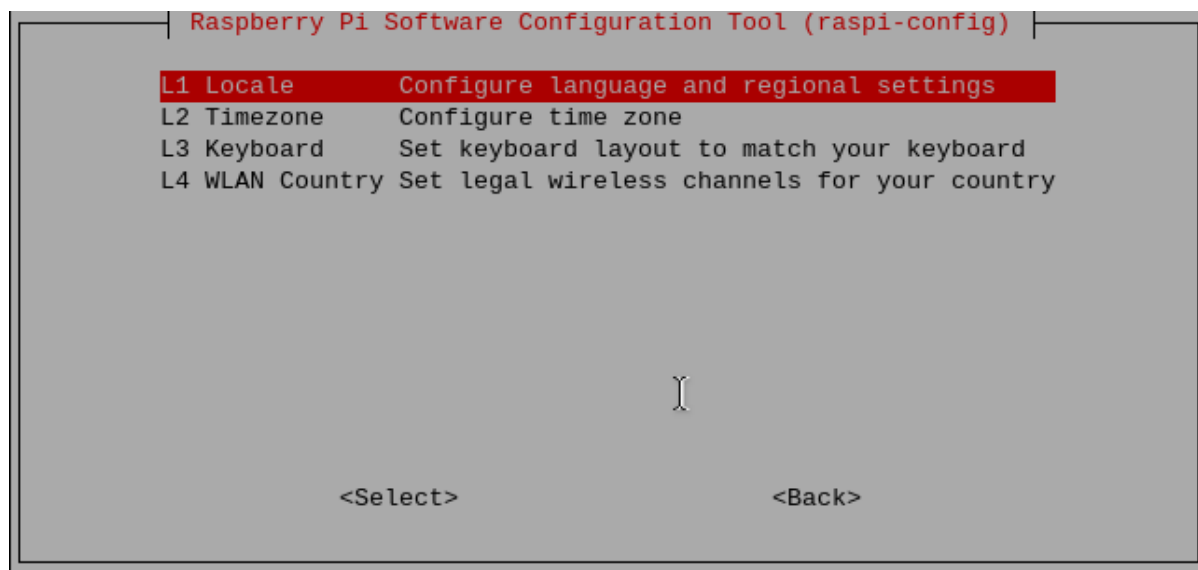 Raspberry Pi Software Configuration Tool (raspi-config)
L1 Locale Configure language and regional settings
L2 Timezone Configure time zone
L3 Keyboard Set keyboard layout to match your keyboard
L4 WLAN Country Set legal wireless channels for your country
<Select> <Back>